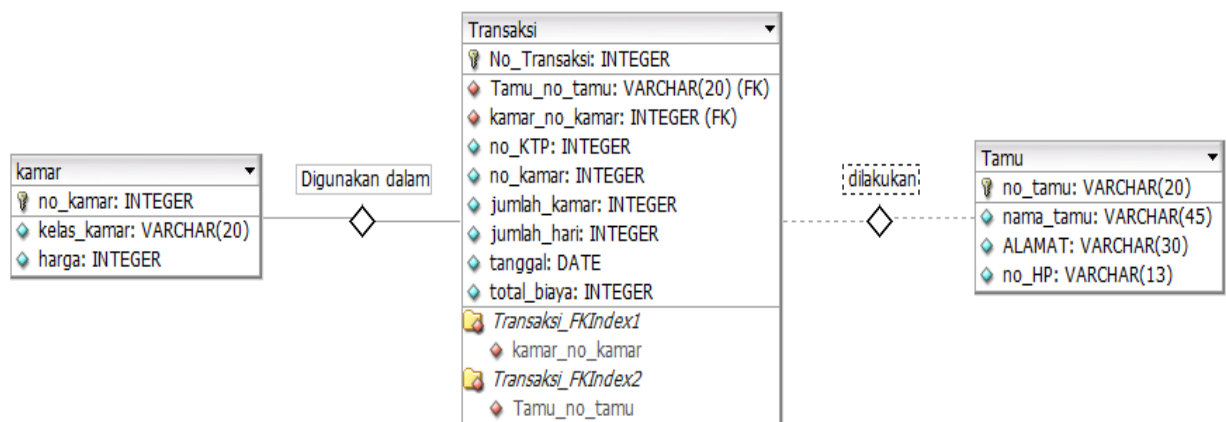 kamar
no_kamar: INTEGER
kelas_kamar: VARCHAR(20)
harga: INTEGER
Digunakan dalam
Transaksi
No_Transaksi: INTEGER
Tamu_no_tamu: VARCHAR(20) (FK)
kamar_no_kamar: INTEGER (FK)
no_KTP: INTEGER
no_kamar: INTEGER
jumlah_kamar: INTEGER
jumlah_hari: INTEGER
tanggal: DATE
total_biaya: INTEGER
Transaksi_FKIndex1
kamar_no_kamar
Transaksi_FKIndex2
Tamu_no_tamu
dilakukan
Tamu
no_tamu: VARCHAR(20)
nama_tamu: VARCHAR(45)
ALAMAT: VARCHAR(30)
no_HP: VARCHAR(13)